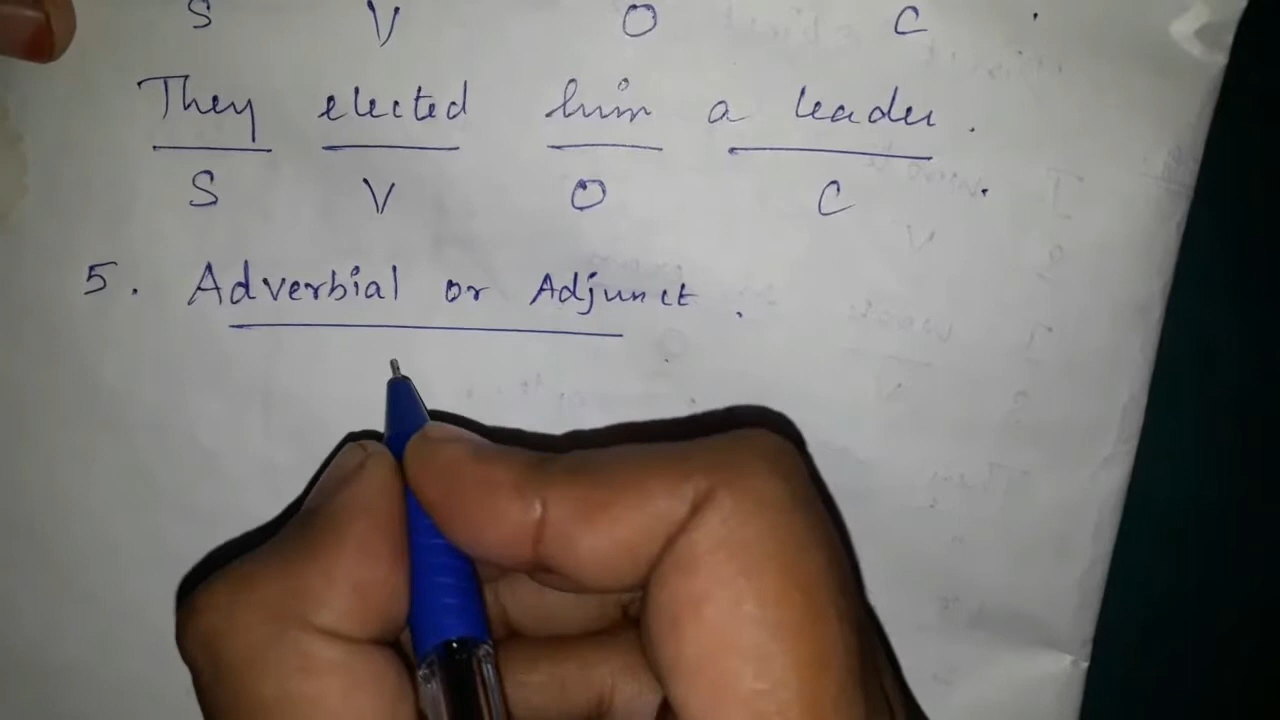 S V O C .
They elected him a leader .
S V O C .
5. Adverbial or Adjunct .